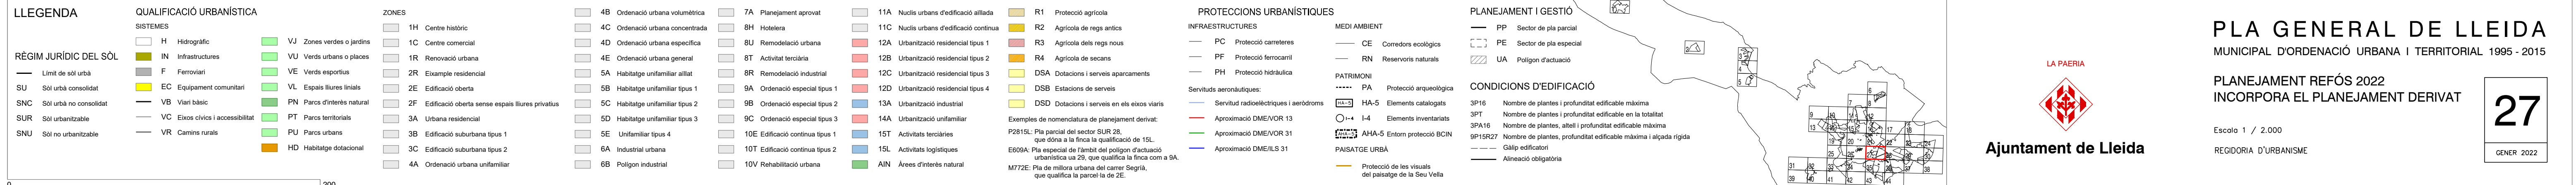 LLEGENDA
RÈGIM JURÍDIC DEL SÒL
Límit de sòl urbà
SU Sòl urbà consolidat
SNC Sòl urbà no consolidat
SUR Sòl urbanitzable
SNU Sòl no urbanitzable
0 200
QUALIFICACIÓ URBANÍSTICA
SISTEMES
H Hidrogràfic
IN Infrastructures
F Ferroviari
EC Equipament comunitari
VB Viari bàsic
VC Eixos cívics i accessibilitat
VR Camins rurals
VJ Zones verdes o jardins
VU Verds urbans o places
VE Verds esportius
VL Espais lliures linials
PN Parcs d'interès natural
PT Parcs territorials
PU Parcs urbans
HD Habitatge dotacional
ZONES
1H Centre històric
1C Centre comercial
1R Renovació urbana
2R Eixample residencial
2E Edificació oberta
2F Edificació oberta sense espais lliures privatius
3A Urbana residencial
3B Edificació suburbana tipus 1
3C Edificació suburbana tipus 2
4A Ordenació urbana unifamiliar
4B Ordenació urbana volumètrica
4C Ordenació urbana concentrada
4D Ordenació urbana específica
4E Ordenació urbana general
5A Habitatge unifamiliar aïllat
5B Habitatge unifamiliar tipus 1
5C Habitatge unifamiliar tipus 2
5D Habitatge unifamiliar tipus 3
5E Unifamiliar tipus 4
6A Industrial urbana
6B Polígon industrial
7A Planejament aprovat
8H Hotelera
8U Remodelació urbana
8T Activitat terciària
8R Remodelació industrial
9A Ordenació especial tipus 1
9B Ordenació especial tipus 2
9C Ordenació especial tipus 3
10E Edificació contínua tipus 1
10T Edificació contínua tipus 2
10V Rehabilitació urbana
11A Nuclis urbans d'edificació aïllada
11C Nuclis urbans d'edificació contínua
12A Urbanització residencial tipus 1
12B Urbanització residencial tipus 2
12C Urbanització residencial tipus 3
12D Urbanització residencial tipus 4
13A Urbanització industrial
14A Urbanització unifamiliar
15T Activitats terciàries
15L Activitats logístiques
AIN Àrees d'interès natural
R1 Protecció agrícola
R2 Agrícola de regs antics
R3 Agrícola dels regs nous
R4 Agrícola de secans
DSA Dotacions i serveis aparcaments
DSB Estacions de serveis
DSD Dotacions i serveis en els eixos viaris
Exemples de nomenclatura de planejament derivat:
P2815L: Pla parcial del sector SUR 28,
que dóna a la finca la qualificació de 15L.
E609A: Pla especial de l'àmbit del polígon d'actuació
urbanística ua 29, que qualifica la finca com a 9A.
M772E: Pla de millora urbana del carrer Segrià,
que qualifica la parcel·la de 2E.
PROTECCIONS URBANÍSTIQUES
INFRAESTRUCTURES
PC Protecció carreteres
PF Protecció ferrocarril
PH Protecció hidràulica
Servituds aeronàutiques:
Servitud radioelèctriques i aeròdroms
Aproximació DME/VOR 13
Aproximació DME/VOR 31
Aproximació DME/ILS 31
MEDI AMBIENT
CE Corredors ecològics
RN Reservoris naturals
PATRIMONI
PA Protecció arqueològica
HA-5 HA-5 Elements catalogats
I-4 I-4 Elements inventariats
AHA-5 AHA-5 Entorn protecció BCIN
PAISATGE URBÀ
Protecció de les visuals
del paisatge de la Seu Vella
PLANEJAMENT I GESTIÓ
PP Sector de pla parcial
PE Sector de pla especial
UA Polígon d'actuació
CONDICIONS D'EDIFICACIÓ
3P16 Nombre de plantes i profunditat edificable màxima
3PT Nombre de plantes i profunditat edificable en la totalitat
3PA16 Nombre de plantes, altell i profunditat edificable màxima
9P15R27 Nombre de plantes, profunditat edificable màxima i alçada rígida
Gàlip edificatori
Alineació obligatòria
LA PAERIA
Ajuntament de Lleida
PLA GENERAL DE LLEIDA
MUNICIPAL D'ORDENACIÓ URBANA I TERRITORIAL 1995 - 2015
PLANEJAMENT REFÓS 2022
INCORPORA EL PLANEJAMENT DERIVAT
Escala 1 / 2.000
REGIDORIA D'URBANISME
27
GENER 2022